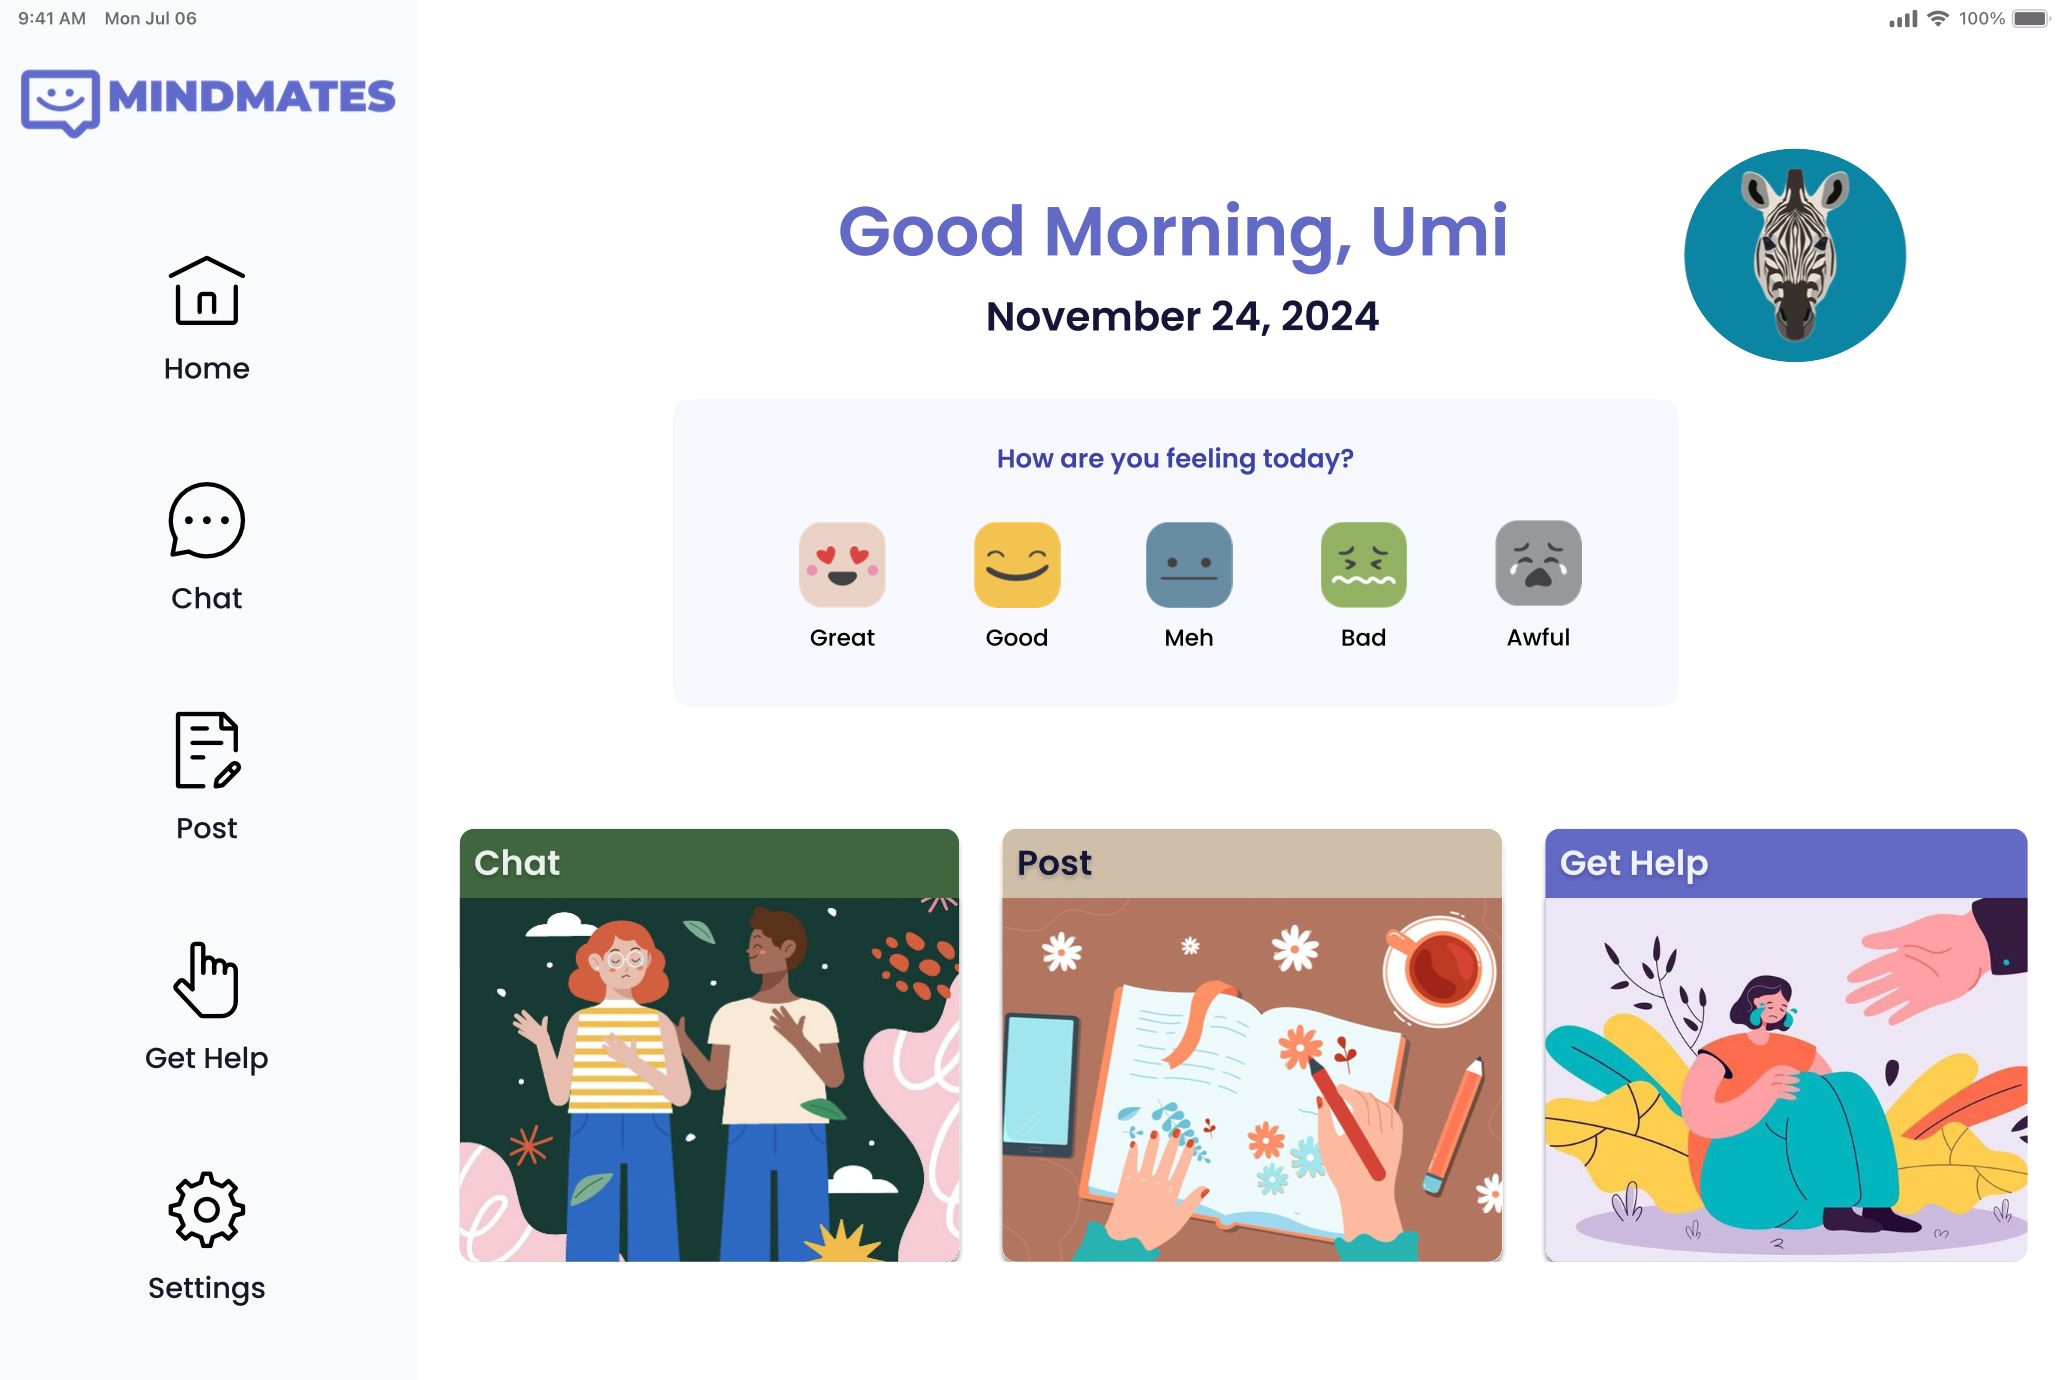 9:41 AM Mon Jul 06
100%
MINDMATES
Home
Chat
Post
Get Help
Settings
Good Morning, Umi
November 24, 2024
How are you feeling today?
Great Good Meh Bad Awful
Chat
Post
Get Help